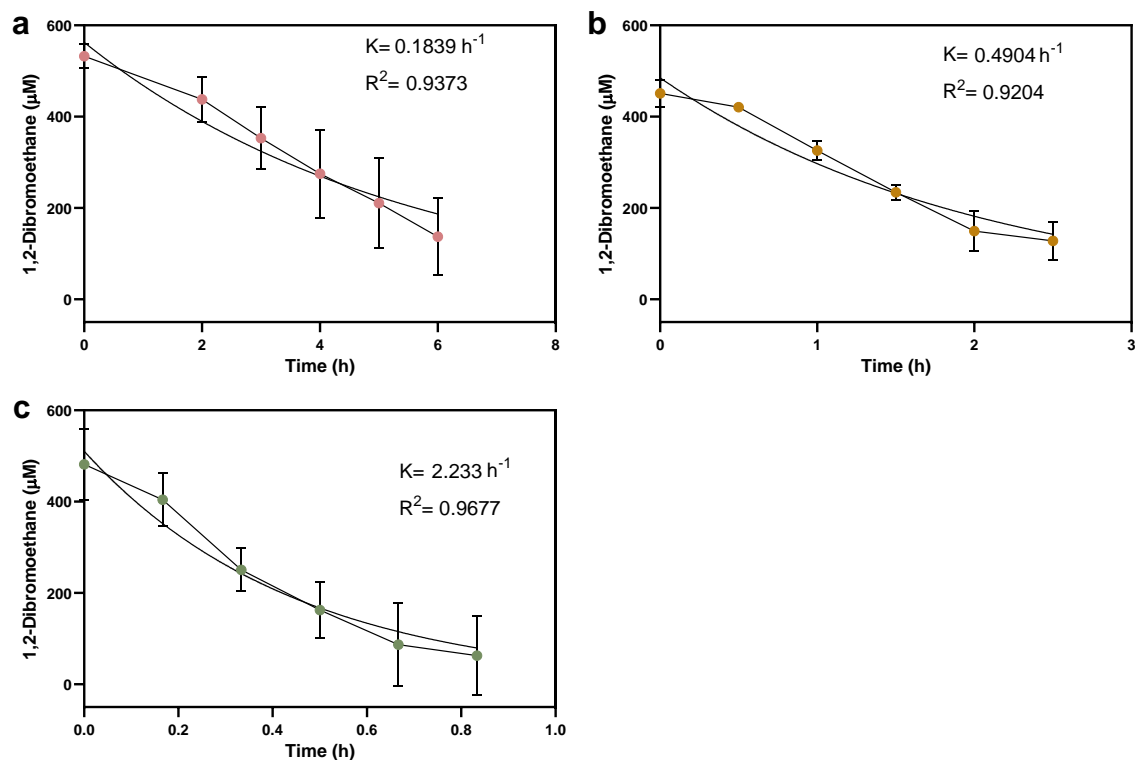 a
600
400
200
0
1,2-Dibromoethane (µM)
K= 0.1839 h⁻¹
R²= 0.9373
0 2 4 6 8
Time (h)
b
600
400
200
0
1,2-Dibromoethane (µM)
K= 0.4904 h⁻¹
R²= 0.9204
0 1 2 3
Time (h)
c
600
400
200
0
1,2-Dibromoethane (µM)
K= 2.233 h⁻¹
R²= 0.9677
0.0 0.2 0.4 0.6 0.8 1.0
Time (h)